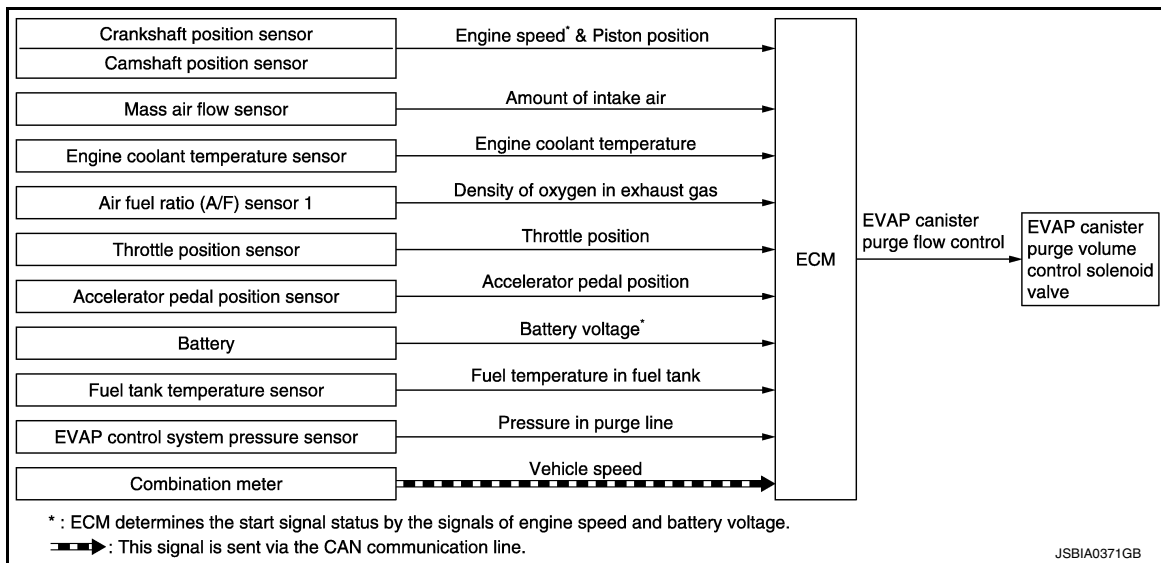 Crankshaft position sensor
Camshaft position sensor
Engine speed* & Piston position
Mass air flow sensor
Amount of intake air
Engine coolant temperature sensor
Engine coolant temperature
Air fuel ratio (A/F) sensor 1
Density of oxygen in exhaust gas
Throttle position sensor
Throttle position
Accelerator pedal position sensor
Accelerator pedal position
Battery
Battery voltage*
Fuel tank temperature sensor
Fuel temperature in fuel tank
EVAP control system pressure sensor
Pressure in purge line
Combination meter
Vehicle speed
ECM
EVAP canister
purge flow control
EVAP canister
purge volume
control solenoid
valve
* : ECM determines the start signal status by the signals of engine speed and battery voltage.
: This signal is sent via the CAN communication line.
JSBIA0371GB